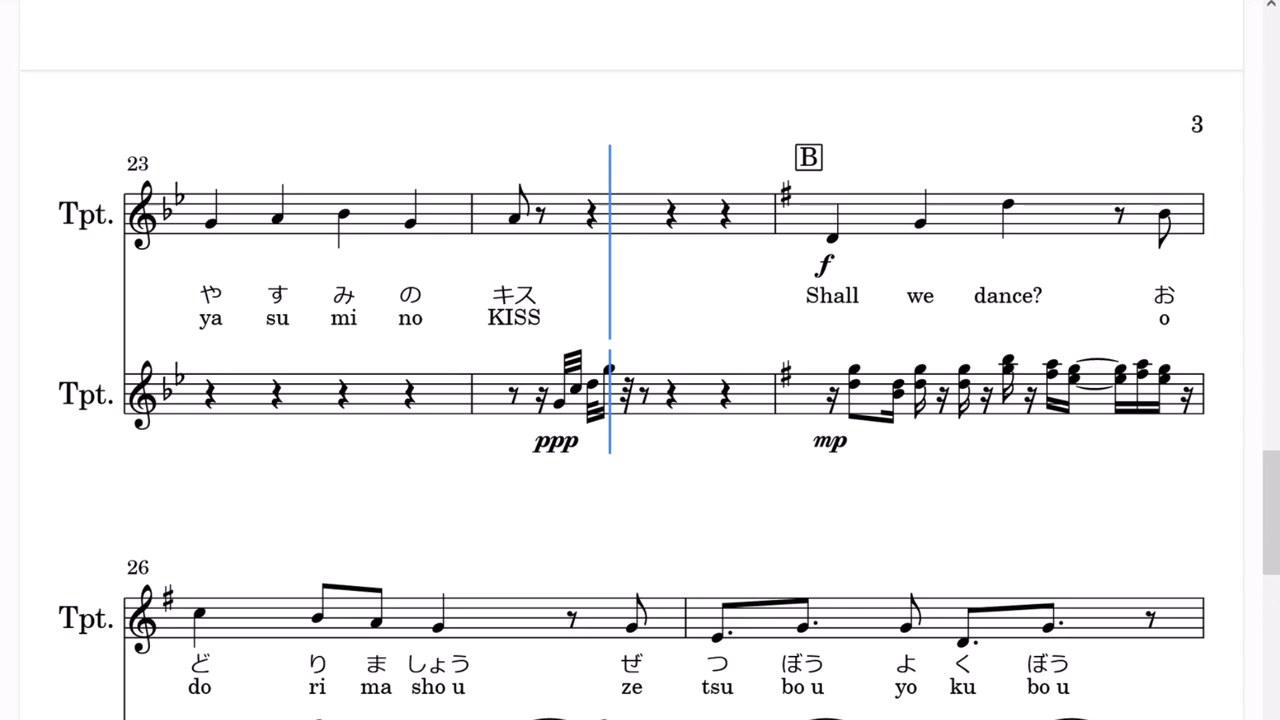 3
23
B
Tpt.
f
や す み の キス Shall we dance? お
ya su mi no KISS o
Tpt.
ppp mp
26
Tpt.
ど り ま しょう ぜ つ ぼう よ く ぼう
do ri ma sho u ze tsu bo u yo ku bo u